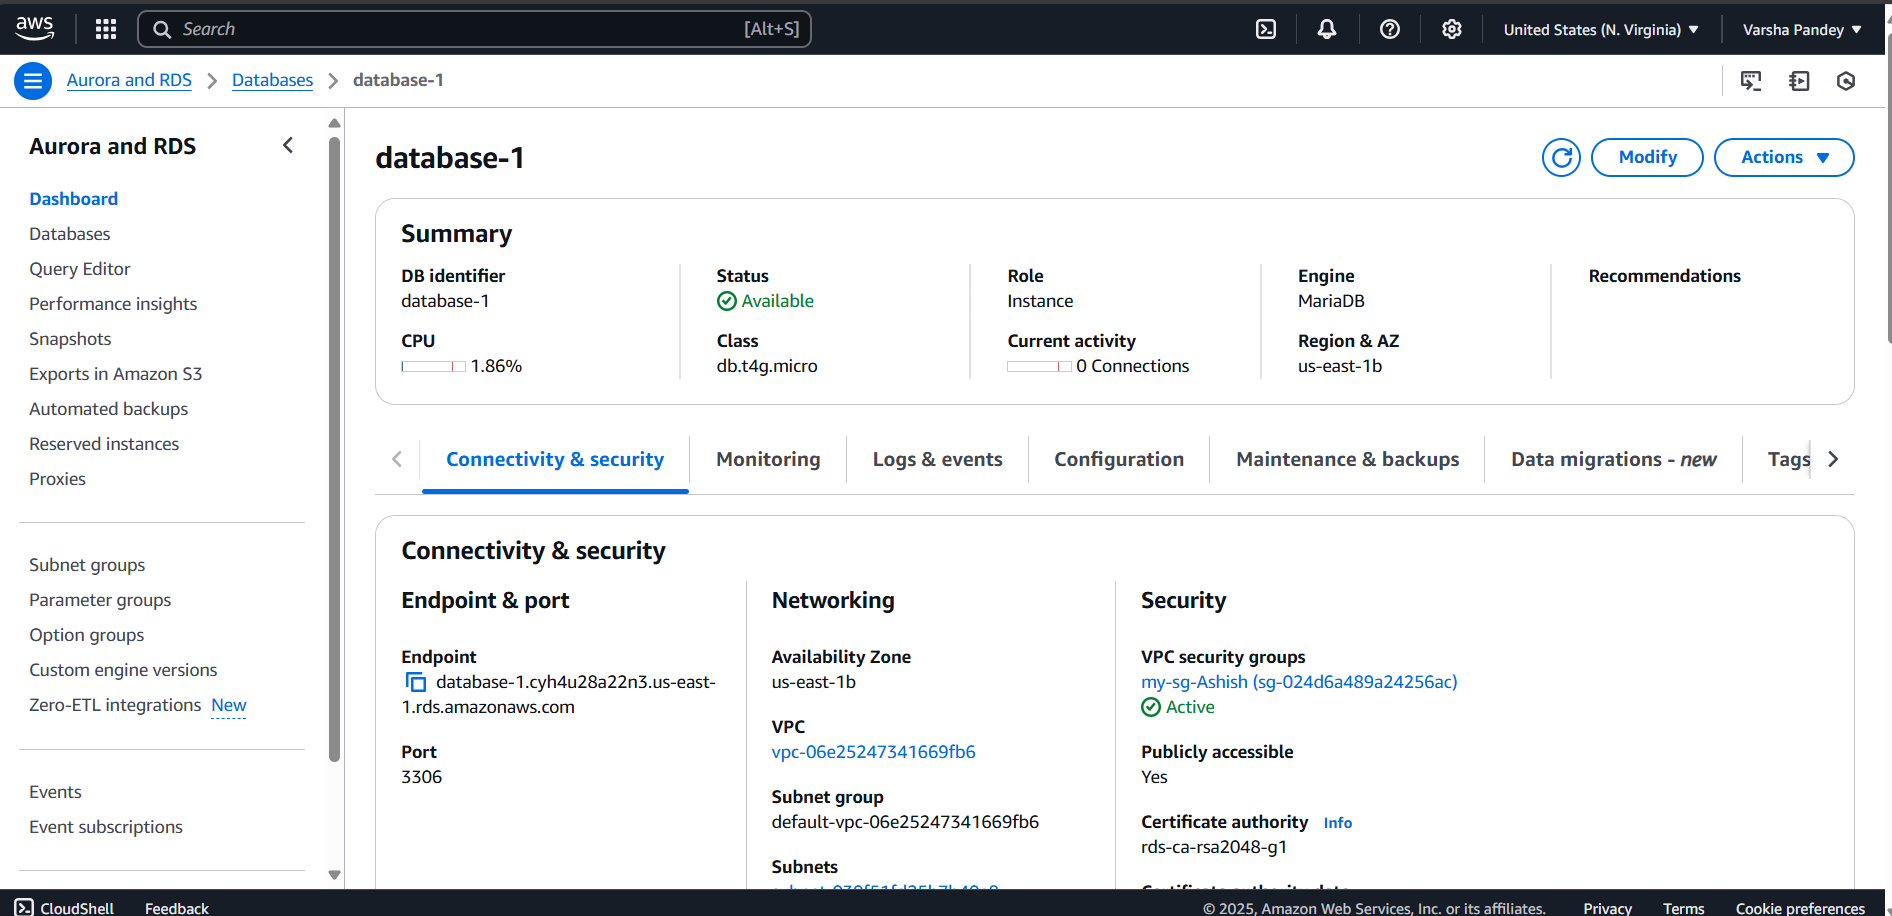 aws
Search [Alt+S]
United States (N. Virginia) ▼
Varsha Pandey ▼
Aurora and RDS > Databases > database-1
Aurora and RDS
Dashboard
Databases
Query Editor
Performance insights
Snapshots
Exports in Amazon S3
Automated backups
Reserved instances
Proxies
Subnet groups
Parameter groups
Option groups
Custom engine versions
Zero-ETL integrations New
Events
Event subscriptions
database-1
Modify
Actions ▼
Summary
DB identifier
database-1
CPU
1.86%
Status
Available
Class
db.t4g.micro
Role
Instance
Current activity
0 Connections
Engine
MariaDB
Region & AZ
us-east-1b
Recommendations
Connectivity & security
Monitoring
Logs & events
Configuration
Maintenance & backups
Data migrations - new
Tags
Connectivity & security
Endpoint & port
Endpoint
database-1.cyh4u28a22n3.us-east-
1.rds.amazonaws.com
Port
3306
Networking
Availability Zone
us-east-1b
VPC
vpc-06e25247341669fb6
Subnet group
default-vpc-06e25247341669fb6
Subnets
Security
VPC security groups
my-sg-Ashish (sg-024d6a489a24256ac)
Active
Publicly accessible
Yes
Certificate authority Info
rds-ca-rsa2048-g1
CloudShell
Feedback
© 2025, Amazon Web Services, Inc. or its affiliates.
Privacy
Terms
Cookie preferences